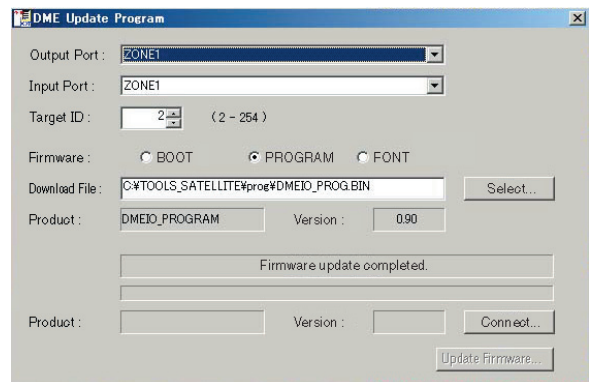 DME Update Program
Output Port : ZONE1
Input Port : ZONE1
Target ID : 2 ( 2 - 254 )
Firmware : BOOT PROGRAM FONT
Download File : C:¥TOOLS_SATELLITE¥prog¥DMEIO_PROG.BIN Select...
Product : DMEIO_PROGRAM Version : 0.90
Firmware update completed.
Product : Version : Connect...
Update Firmware...